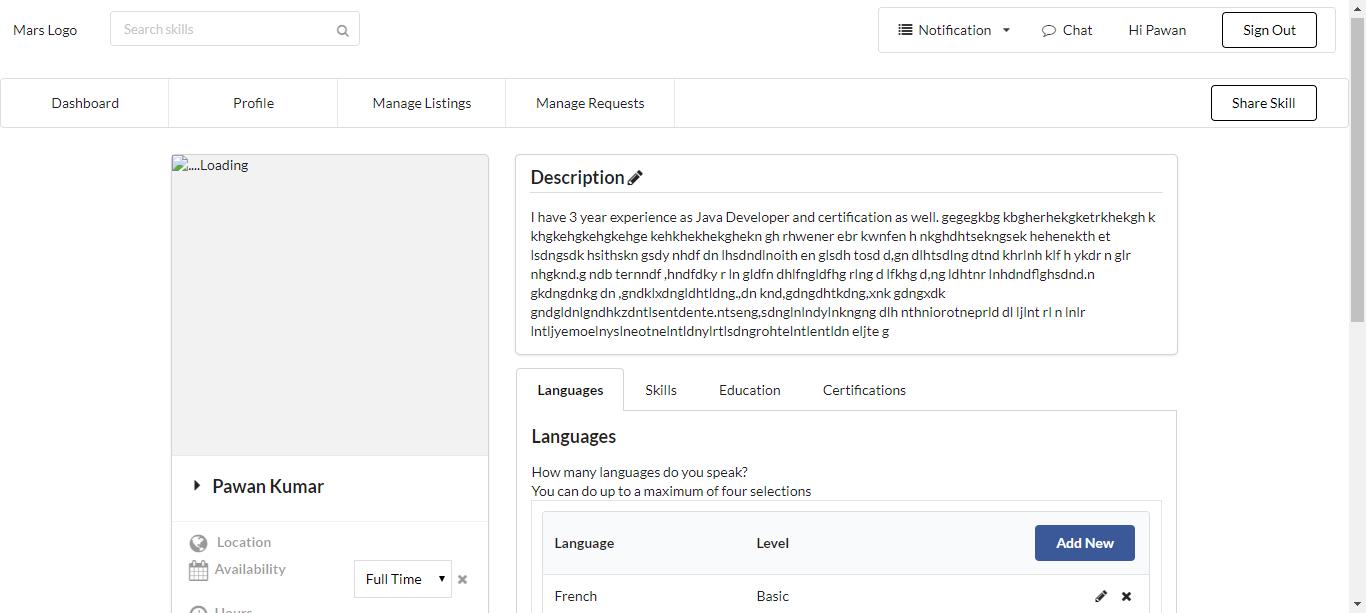 Mars Logo
Search skills
Notification
Chat
Hi Pawan
Sign Out
Dashboard
Profile
Manage Listings
Manage Requests
Share Skill
....Loading
Description
I have 3 year experience as Java Developer and certification as well. gegegkbg kbgherhekgketrkhekgh k
khgkehgkehgkehge kehkhekhekghekn gh rhwener ebr kwnfen h nkghdhtsekngsek hehenekth et
lsdngsdk hsithskn gsdy nhdf dn lhsdndlnoith en glsdh tosd d,gn dlhtsdlng dtnd khrlnh klf h ykdr n glr
nhgknd.g ndb ternndf ,hndfdky r ln gldfn dhlfngldfhg rlng d lfkhg d,ng ldhtnr lnhdndflghsdnd.n
gkdngdnkg dn ,gndklxdngldhtldng.,dn knd,gdngdhtkdng,xnk gdngxdk
gndgldnlgndhkzdntlsentdente.ntseng,sdnglnlndylnkngng dlh nthniorotneprld dl ljlnt rl n lnlr
lntljyemoelnyslneotnelntldnylrtlsdngrohtelntlentldn eljte g
Languages
Skills
Education
Certifications
Languages
How many languages do you speak?
You can do up to a maximum of four selections
Language
Level
Add New
French
Basic
Pawan Kumar
Location
Availability
Full Time
Hours